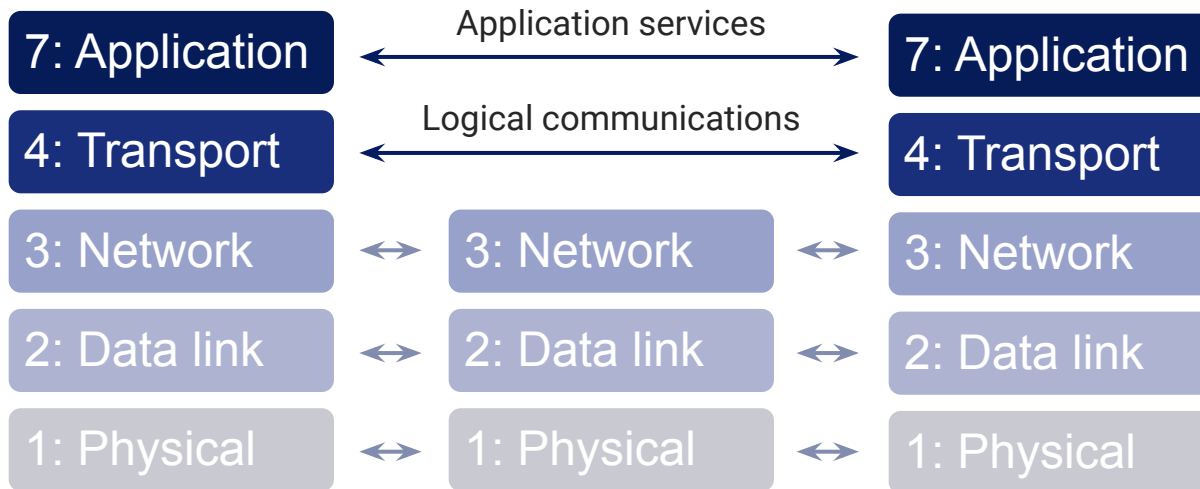 7: Application
Application services
7: Application
4: Transport
Logical communications
4: Transport
3: Network
3: Network
3: Network
2: Data link
2: Data link
2: Data link
1: Physical
1: Physical
1: Physical